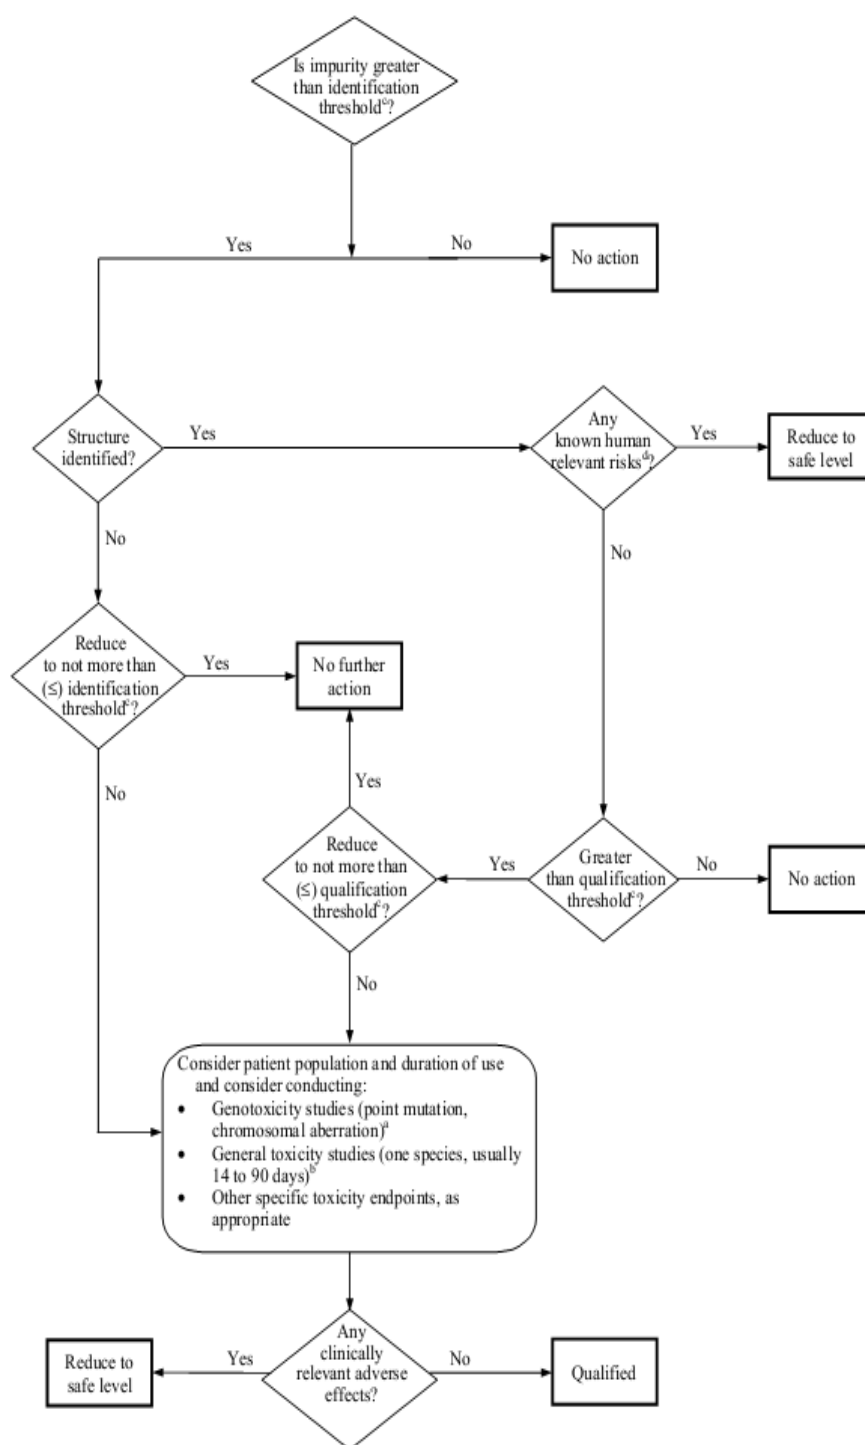 Is impurity greater
than identification
threshold^c?
Yes
No
No action
Structure
identified?
Yes
Any
known human
relevant risks^d?
Yes
Reduce to
safe level
No
No
Reduce
to not more than
(≤) identification
threshold^c?
Yes
No further
action
No
Yes
Reduce
to not more than
(≤) qualification
threshold^c?
Yes
Greater
than qualification
threshold^c?
No
No action
No
Consider patient population and duration of use
and consider conducting:
• Genotoxicity studies (point mutation,
chromosomal aberration)^a
• General toxicity studies (one species, usually
14 to 90 days)^b
• Other specific toxicity endpoints, as
appropriate
Reduce to
safe level
Yes
Any
clinically
relevant adverse
effects?
No
Qualified